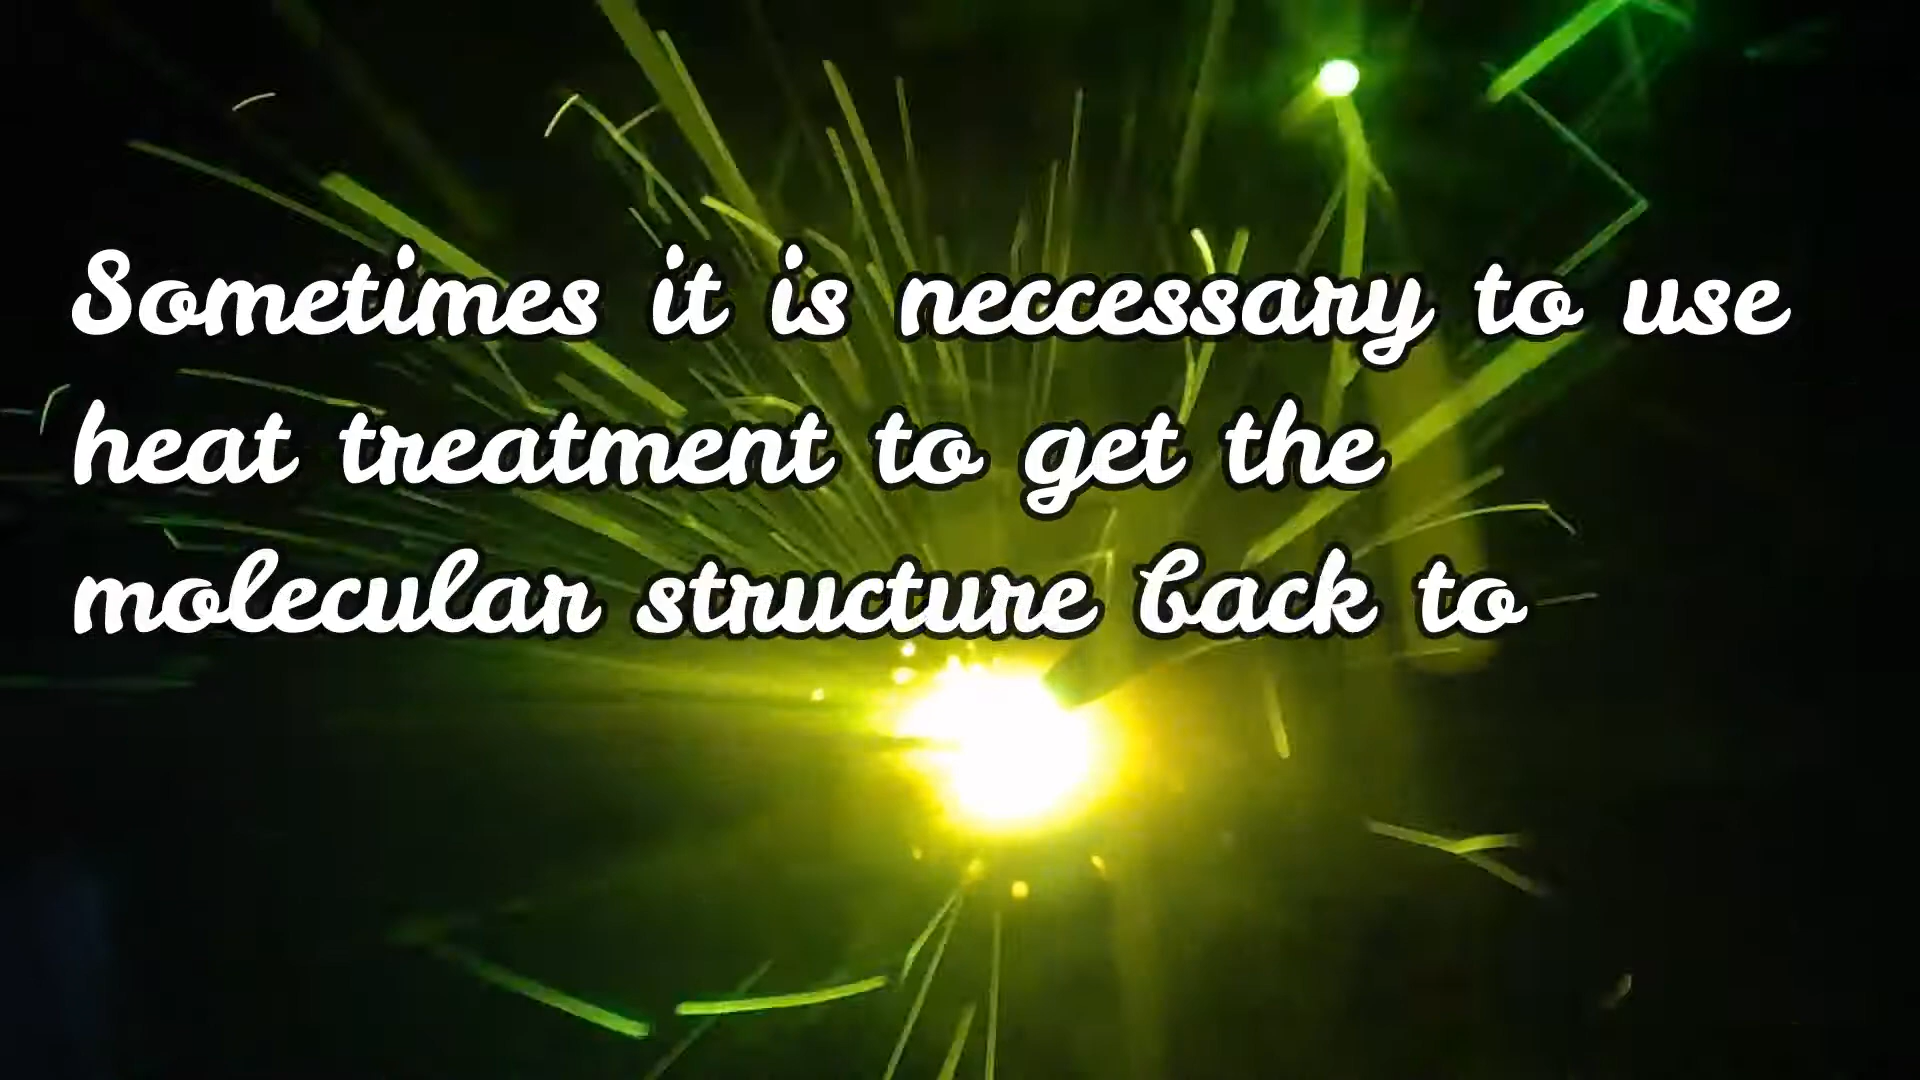 Sometimes it is neccessary to use
heat treatment to get the
molecular structure back to